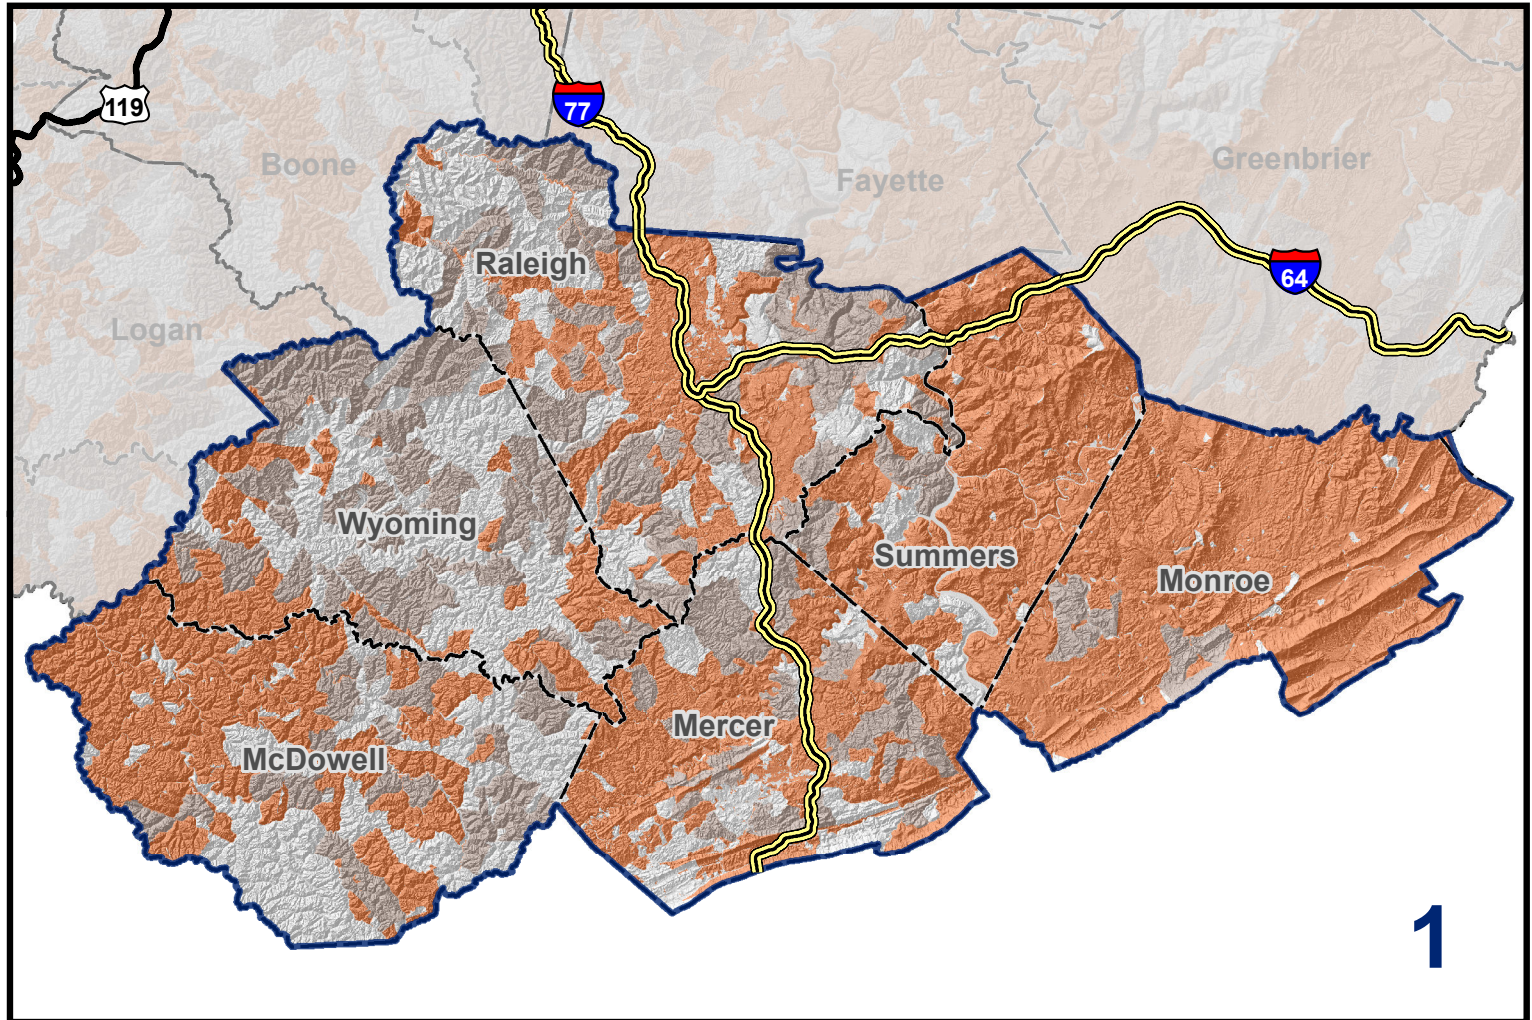 77
119
Boone
Greenbrier
Fayette
Raleigh
64
Logan
Wyoming
Summers
Monroe
Mercer
McDowell
1